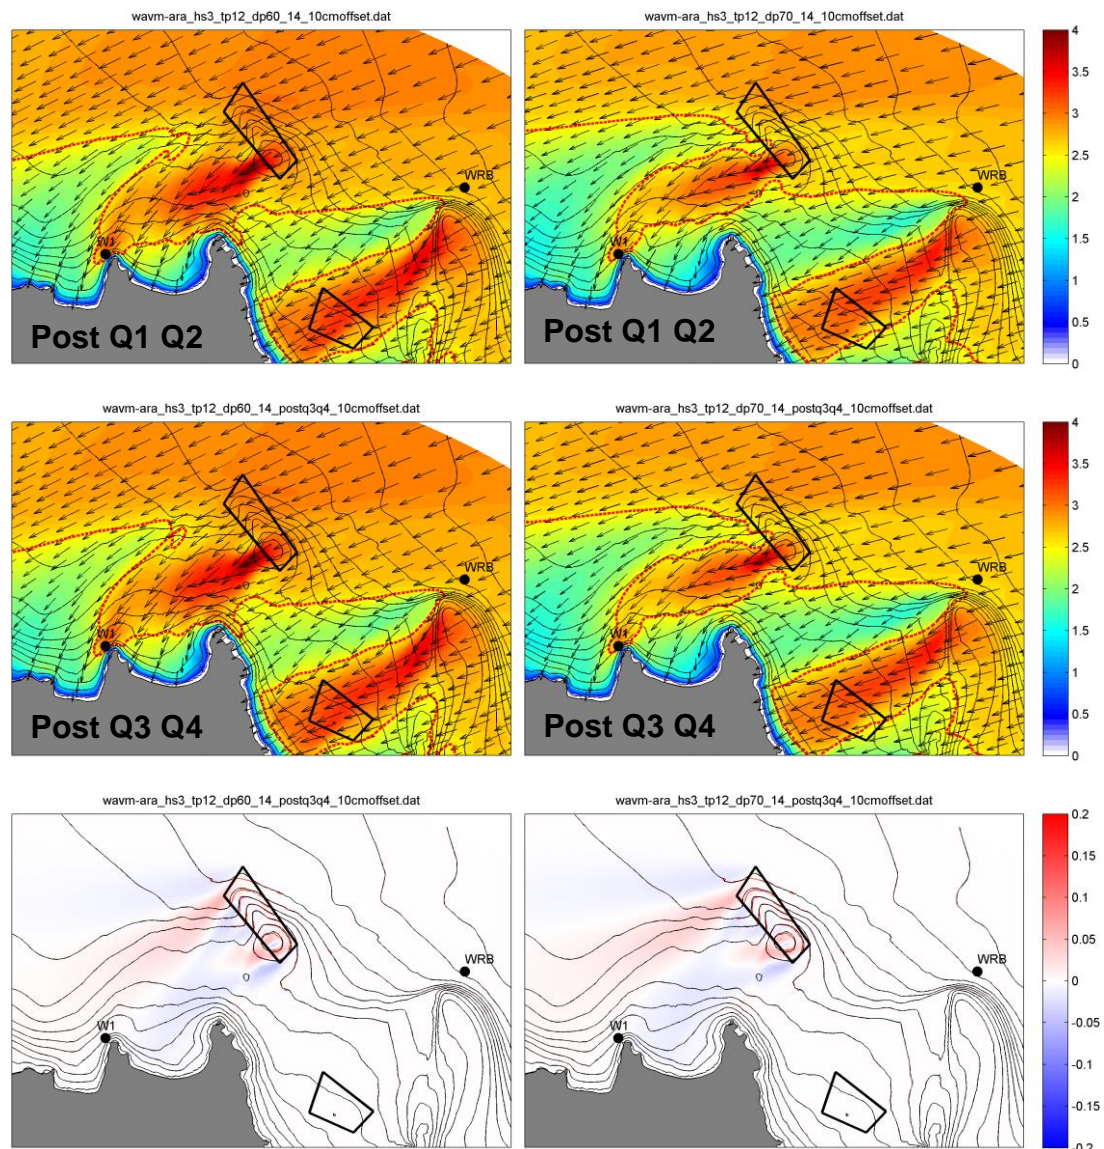 wavm-ara_hs3_tp12_dp60_14_10cmoffset.dat
wavm-ara_hs3_tp12_dp70_14_10cmoffset.dat
WRB
W1
Post Q1 Q2
WRB
W1
Post Q1 Q2
4
3.5
3
2.5
2
1.5
1
0.5
0
wavm-ara_hs3_tp12_dp60_14_postq3q4_10cmoffset.dat
wavm-ara_hs3_tp12_dp70_14_postq3q4_10cmoffset.dat
WRB
W1
Post Q3 Q4
WRB
W1
Post Q3 Q4
4
3.5
3
2.5
2
1.5
1
0.5
0
wavm-ara_hs3_tp12_dp60_14_postq3q4_10cmoffset.dat
wavm-ara_hs3_tp12_dp70_14_postq3q4_10cmoffset.dat
WRB
W1
WRB
W1
0.2
0.15
0.10
0.05
0
-0.05
-0.1
-0.15
-0.2